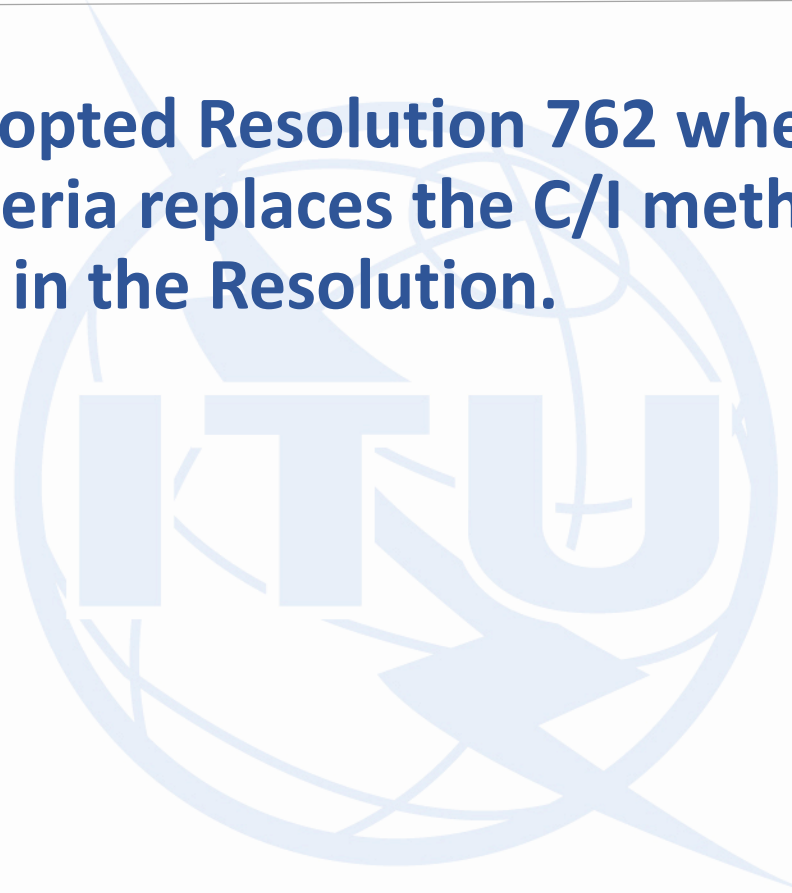 opted Resolution 762 whe
eria replaces the C/I meth
in the Resolution.
ITU